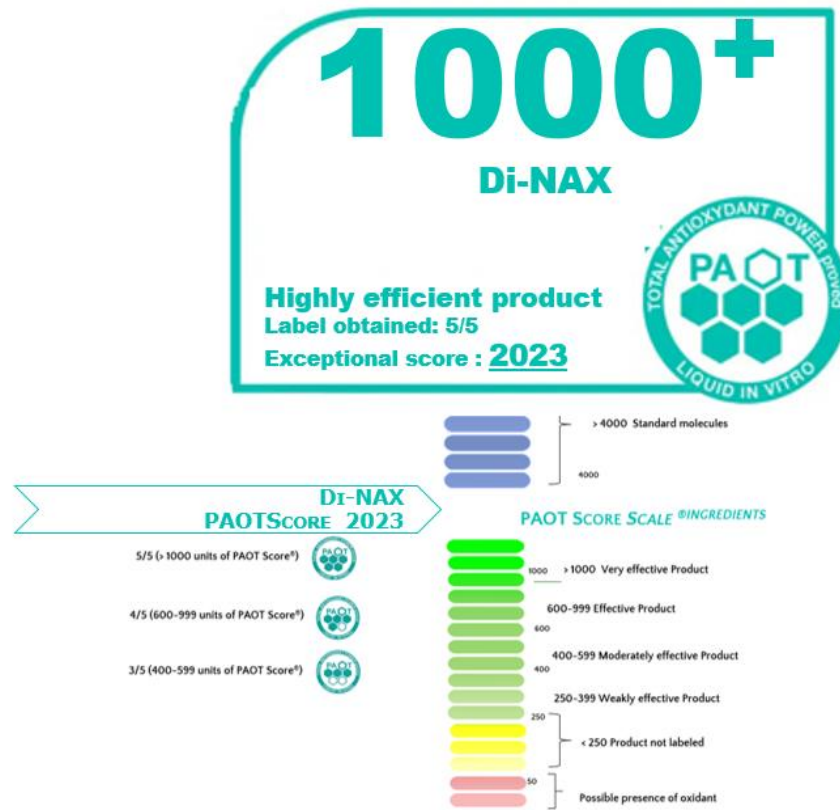 1000+
Di-NAX
Highly efficient product
Label obtained: 5/5
Exceptional score : 2023
TOTAL ANTIOXYDANT POWER proved
PAOT
LIQUID IN VITRO
> 4000 Standard molecules
4000
DI-NAX
PAOTSCORE 2023
PAOT SCORE SCALE ®INGREDIENTS
5/5 (> 1000 units of PAOT Score®)
PAOT
4/5 (600-999 units of PAOT Score®)
PAOT
3/5 (400-599 units of PAOT Score®)
PAOT
1000
> 1000 Very effective Product
600-999 Effective Product
600
400-599 Moderately effective Product
400
250-399 Weakly effective Product
250
< 250 Product not labeled
50
Possible presence of oxidant